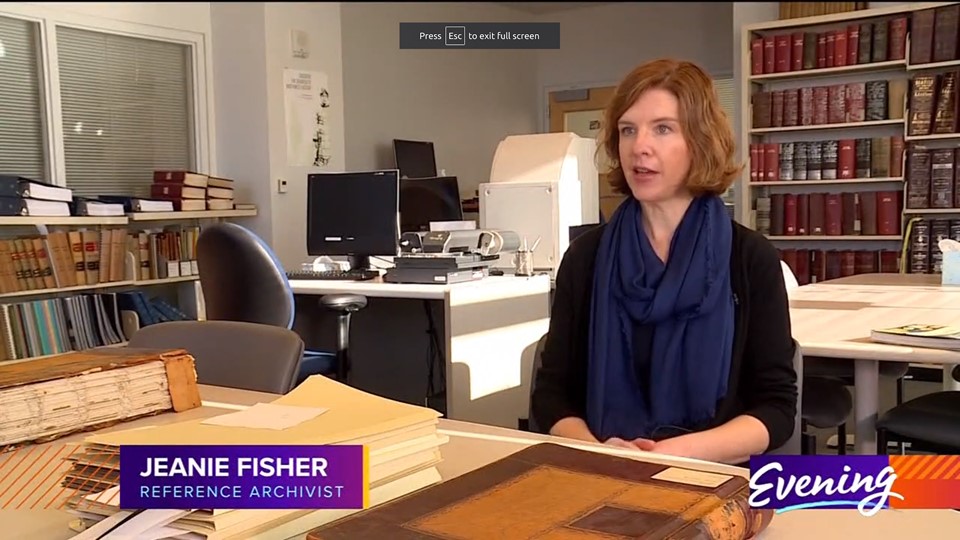 Press Esc to exit full screen
JEANIE FISHER
REFERENCE ARCHIVIST
Evening